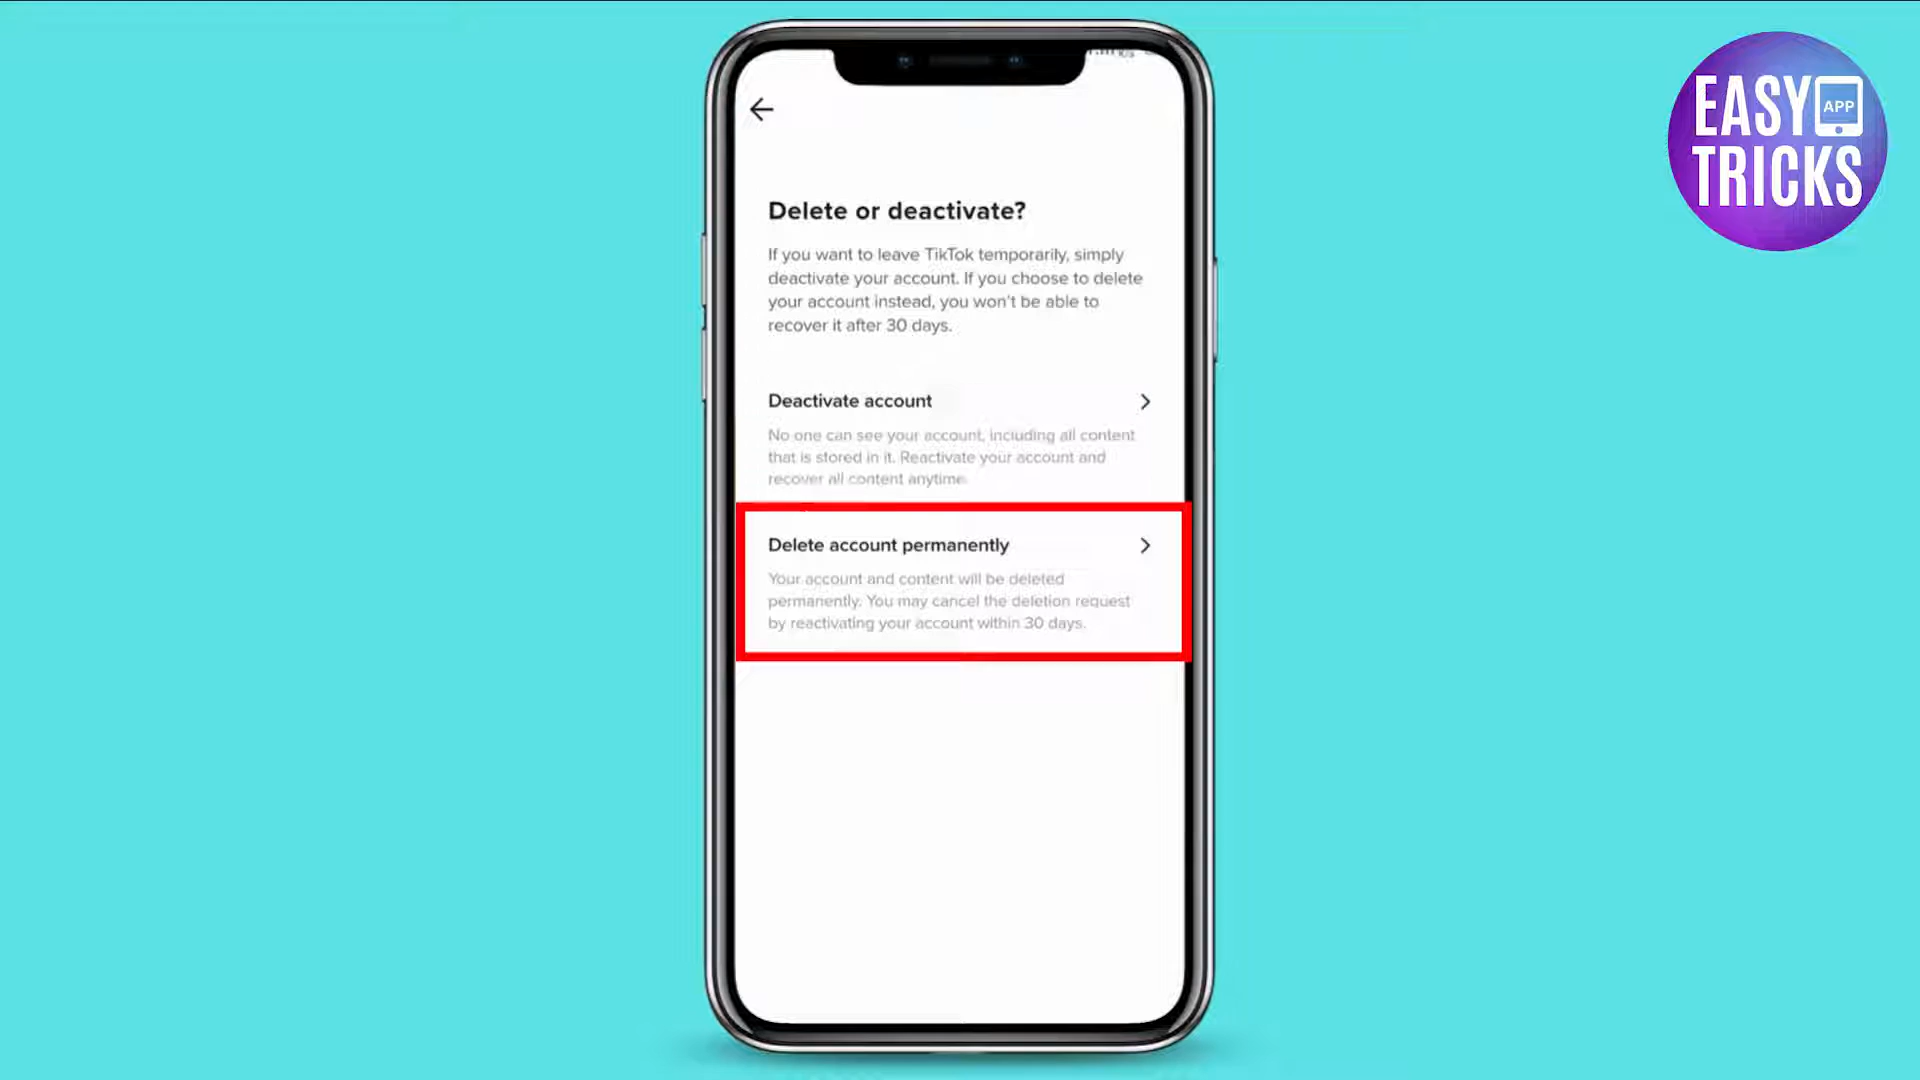 EASY APP
TRICKS
Delete or deactivate?
If you want to leave TikTok temporarily, simply
deactivate your account. If you choose to delete
your account instead, you won't be able to
recover it after 30 days.
Deactivate account
No one can see your account, including all content
that is stored in it. Reactivate your account and
recover all content anytime.
Delete account permanently
Your account and content will be deleted
permanently. You may cancel the deletion request
by reactivating your account within 30 days.